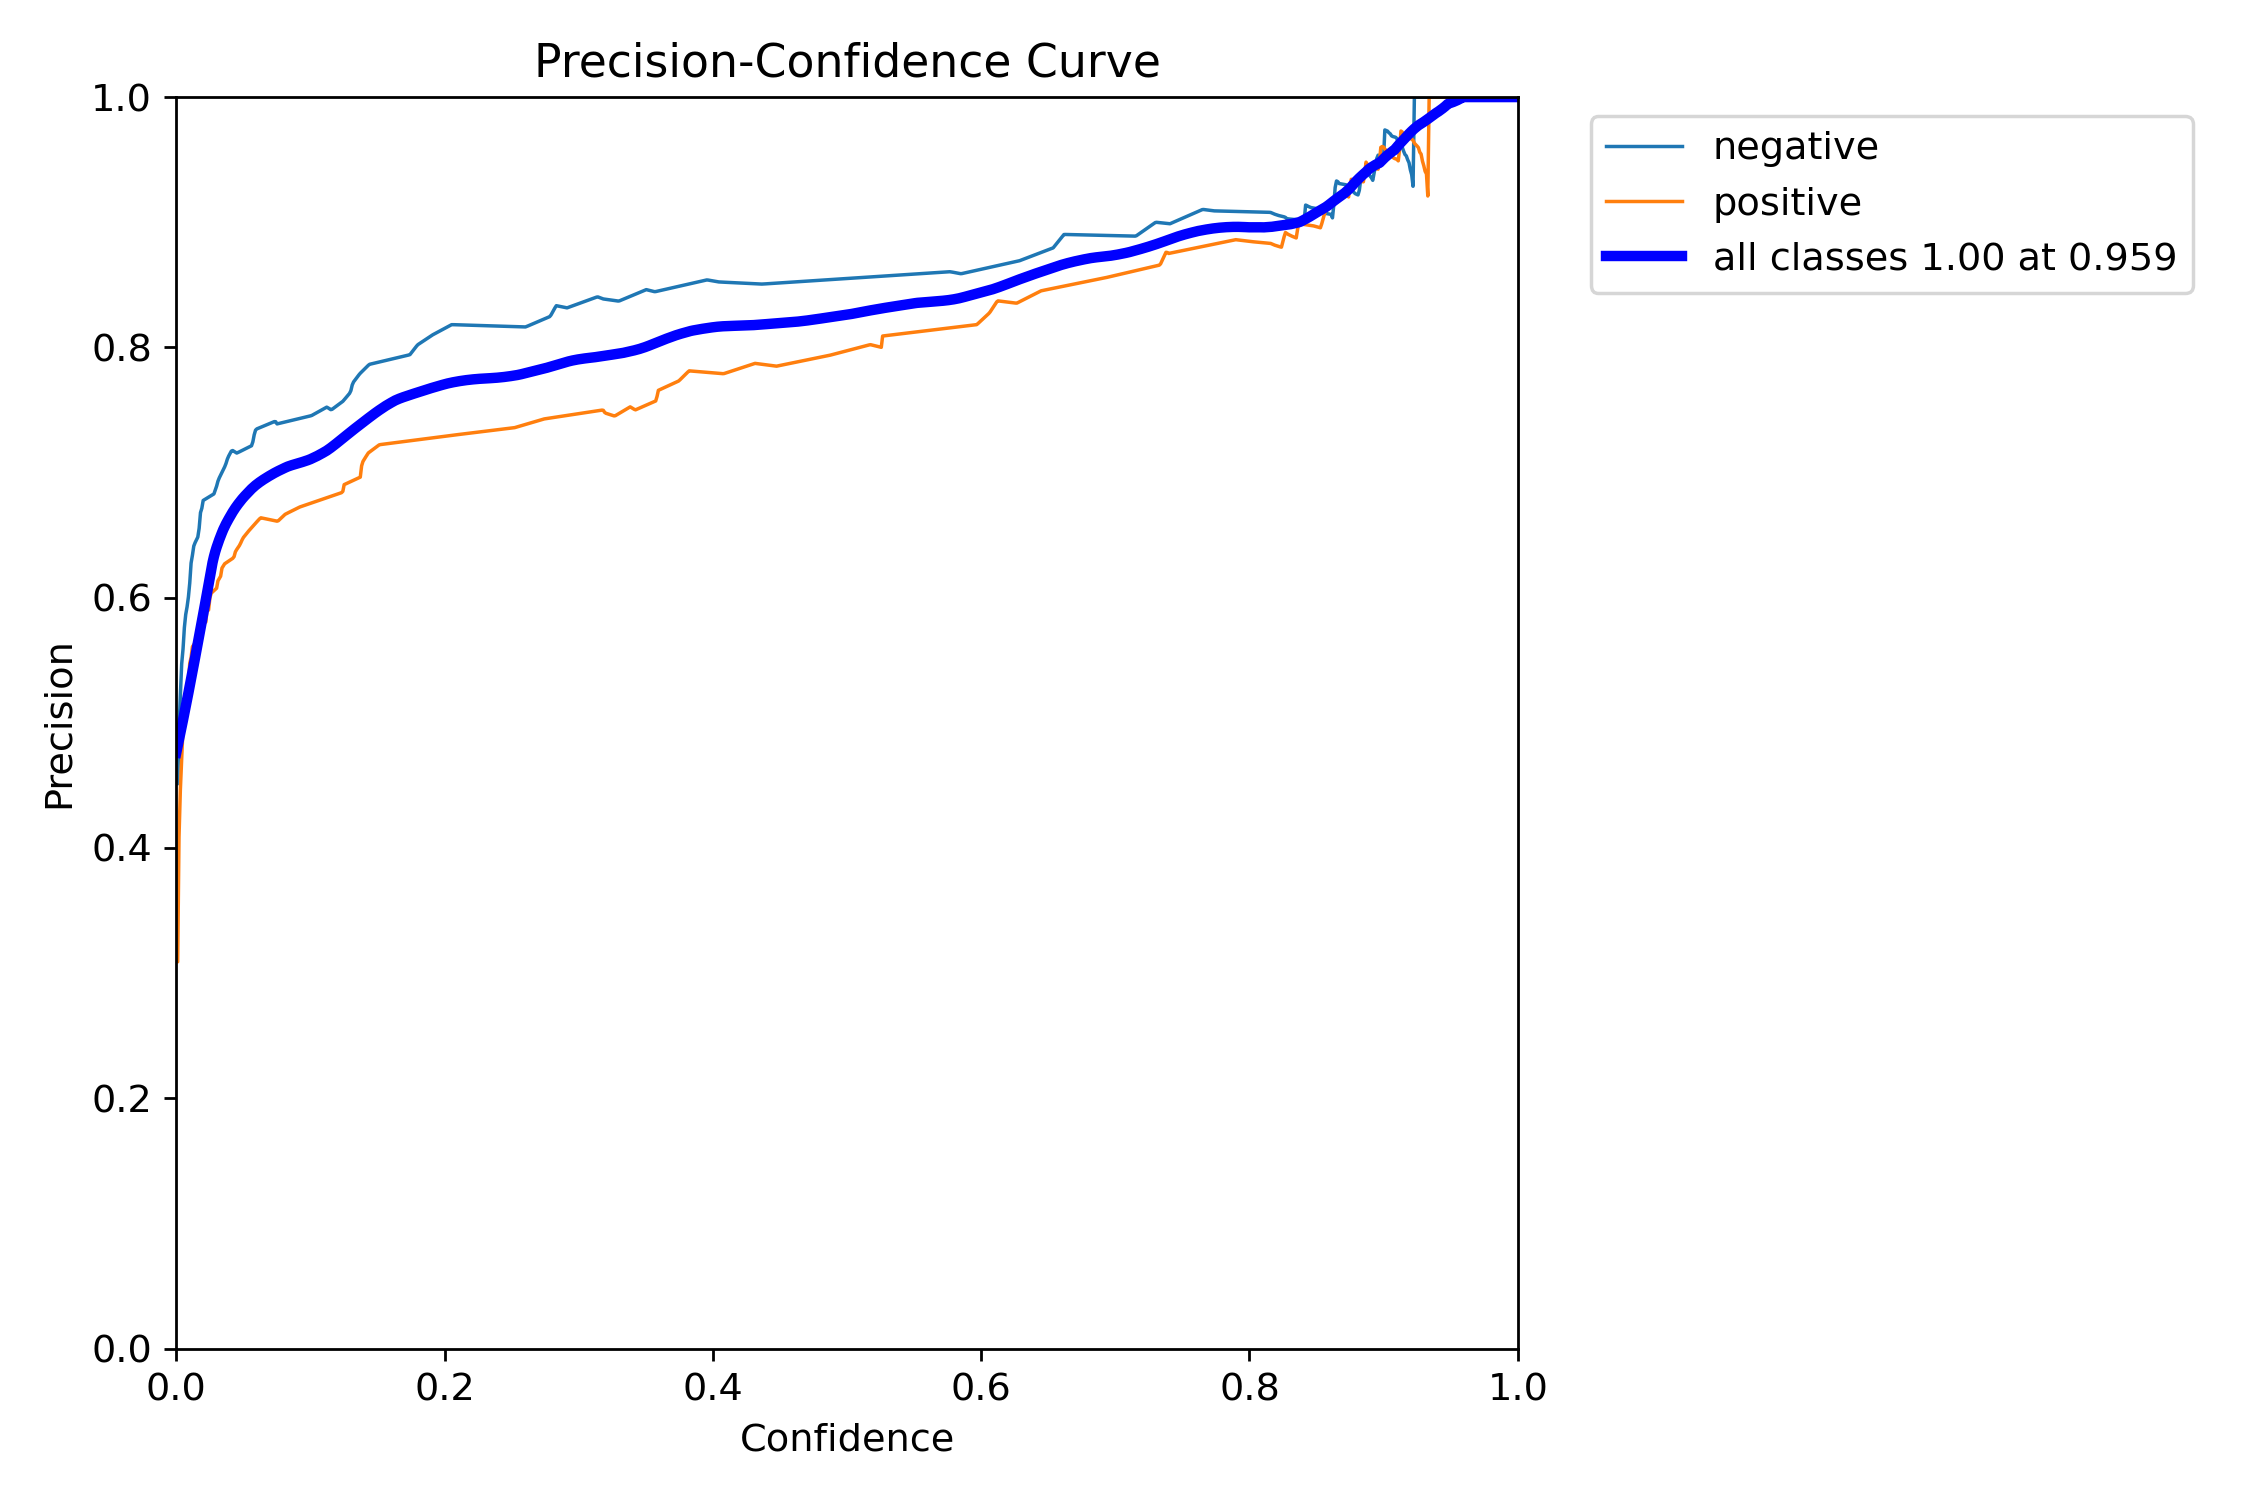 Precision-Confidence Curve
1.0
0.8
0.6
0.4
0.2
0.0
Precision
0.0 0.2 0.4 0.6 0.8 1.0
Confidence
negative
positive
all classes 1.00 at 0.959